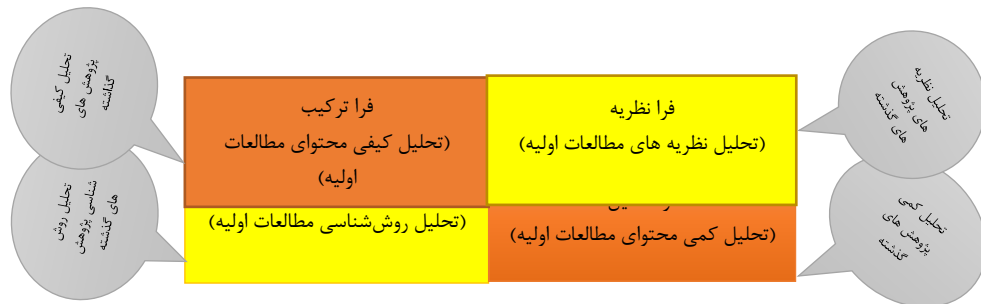 تحلیل نظریه
های پژوهش
های گذشته
فرا نظریه
(تحلیل نظریه های مطالعات اولیه)
فرا ترکیب
(تحلیل کیفی محتوای مطالعات
اولیه)
تحلیل کیفی
پژوهش های
گذاشته
تحلیل کمی
پژوهش های
گذشته
(تحلیل کمی محتوای مطالعات اولیه)
(تحلیل روش‌شناسی مطالعات اولیه)
تحلیل روش
شناسی پژوهش
های گذشته